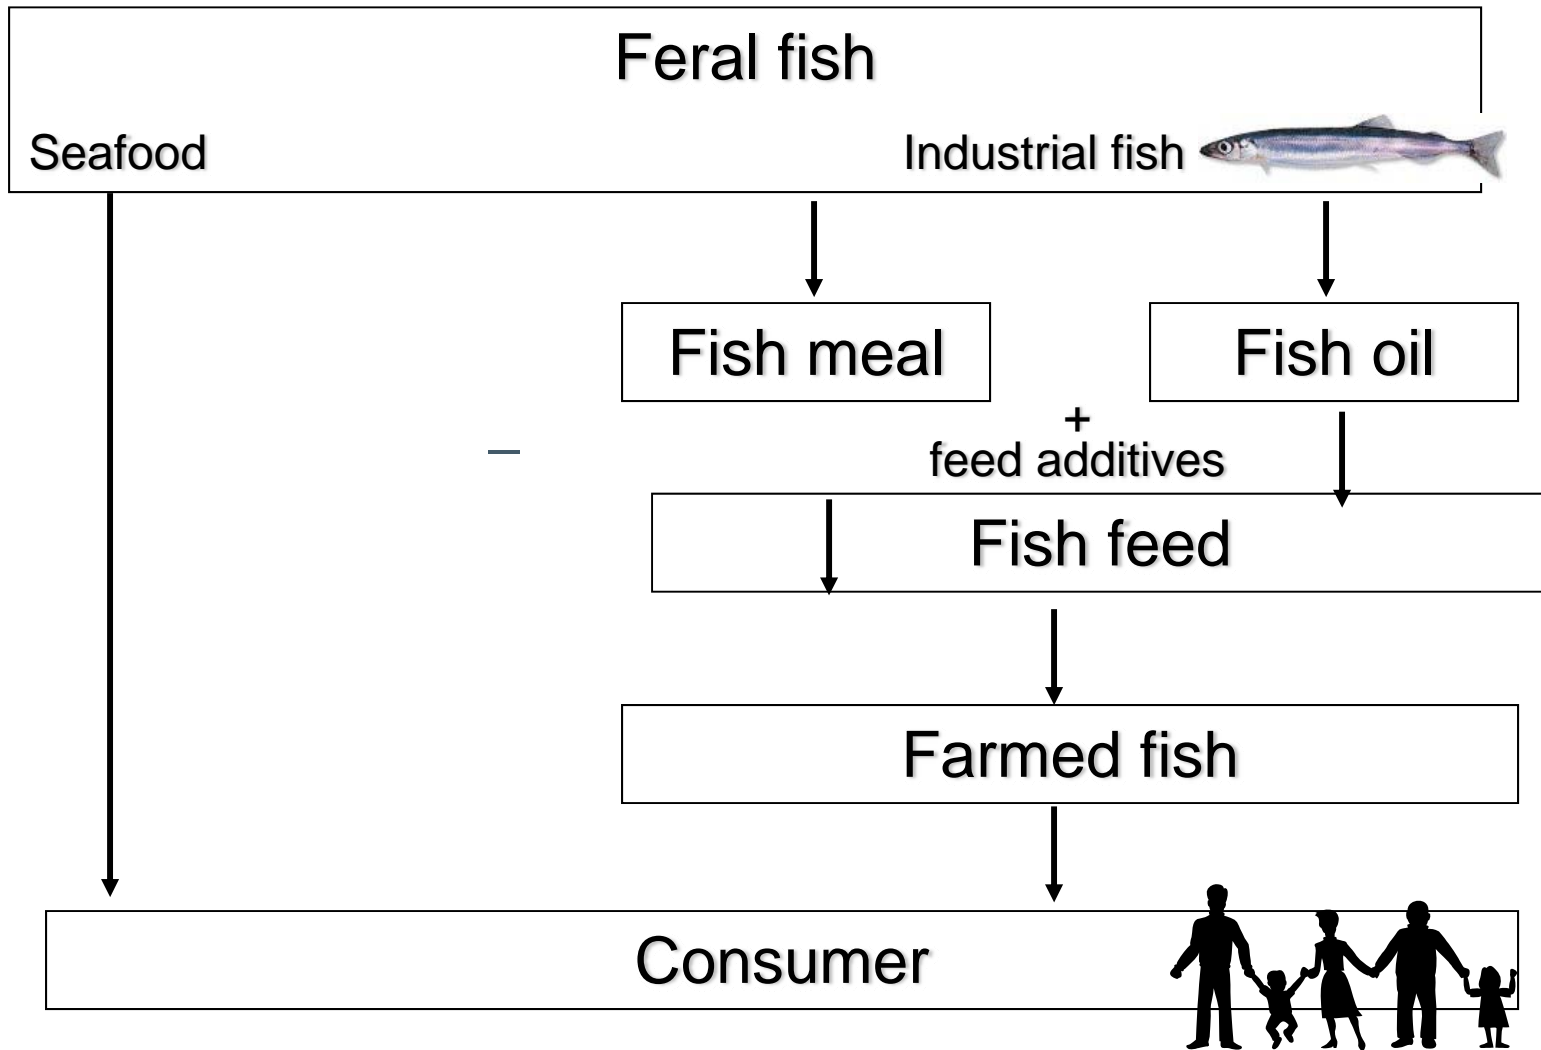 Feral fish
Seafood
Industrial fish
Fish meal
Fish oil
+
feed additives
Fish feed
Farmed fish
Consumer